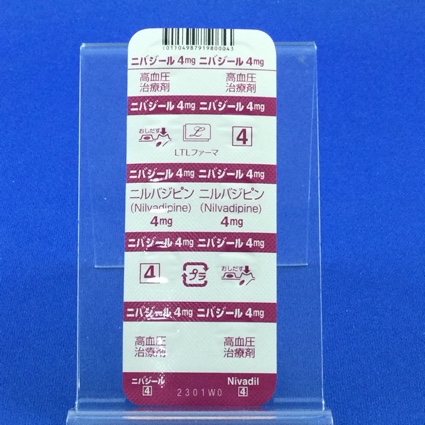 (01)04987919800043
ニバジール 4mg ニバジール 4mg
高血圧 高血圧
治療剤 治療剤
ニバジール 4mg ニバジール 4mg
おしだす L 4
LTLファーマ
ニバジール 4mg ニバジール 4mg
ニルバジピン ニルバジピン
(Nilvadipine) (Nilvadipine)
4mg 4mg
ニバジール 4mg ニバジール 4mg
4 プラ おしだす
ニバジール 4mg ニバジール 4mg
高血圧 高血圧
治療剤 治療剤
ニバジール Nivadil
4 2301W0 4